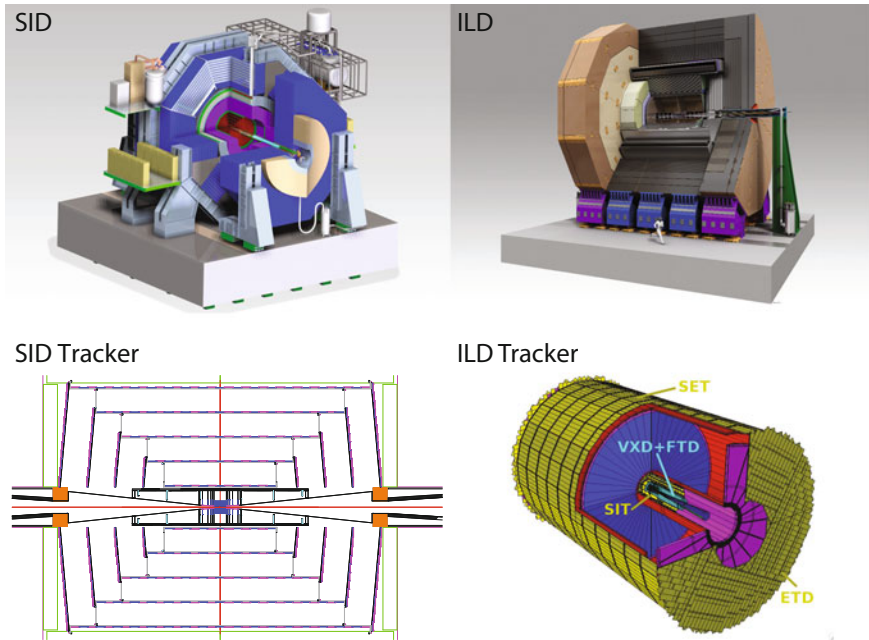 SID
ILD
SID Tracker
ILD Tracker
SET
VXD+FTD
SIT
ETD